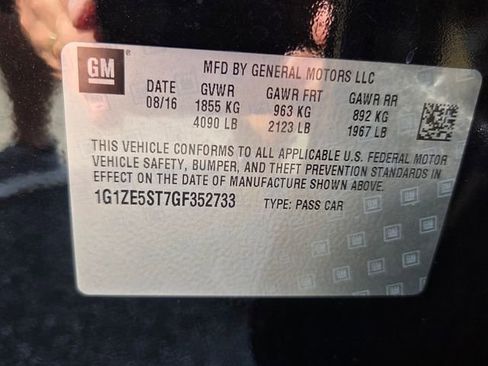 GM ®
MFD BY GENERAL MOTORS LLC
DATE GVWR GAWR FRT GAWR RR
08/16 1855 KG 963 KG 892 KG
4090 LB 2123 LB 1967 LB
THIS VEHICLE CONFORMS TO ALL APPLICABLE U.S. FEDERAL MOTOR
VEHICLE SAFETY, BUMPER, AND THEFT PREVENTION STANDARDS IN
EFFECT ON THE DATE OF MANUFACTURE SHOWN ABOVE.
1G1ZE5ST7GF352733 TYPE: PASS CAR